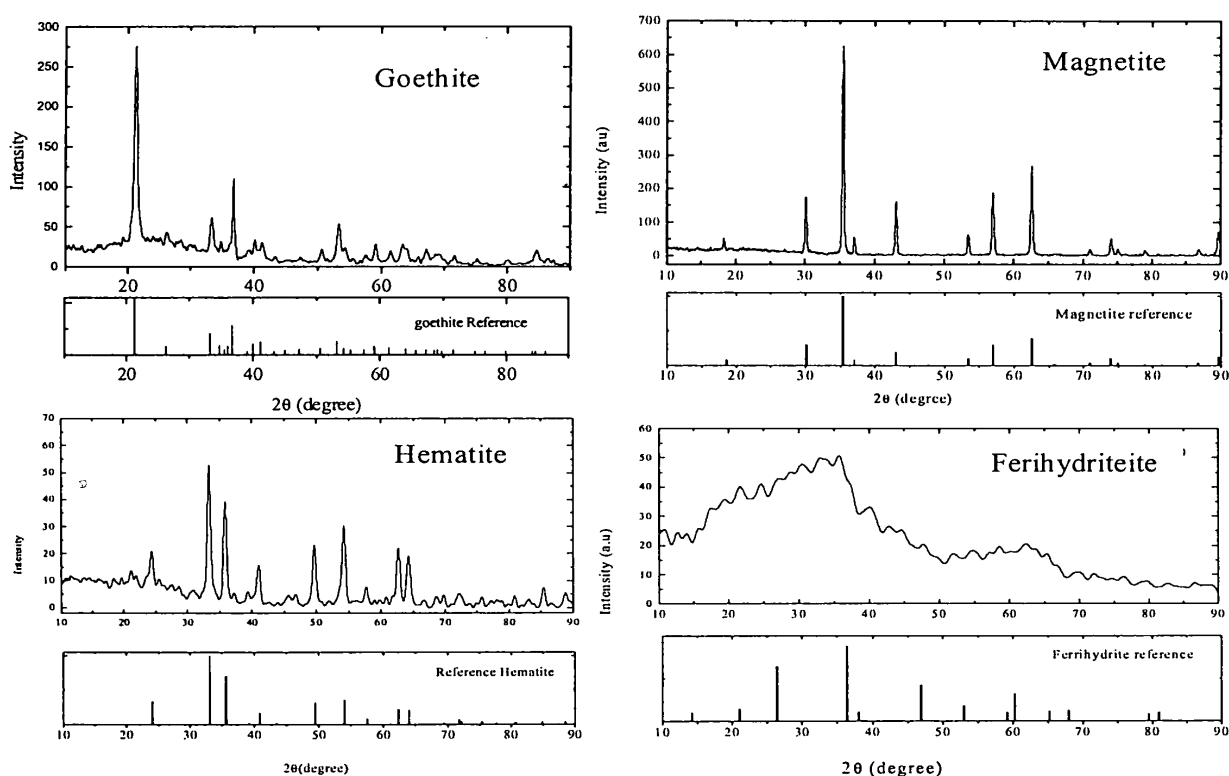 300
250
200
150
100
50
0
Intensity
Goethite
20 40 60 80
goethite Reference
20 40 60 80
2θ (degree)
700
600
500
400
300
200
100
0
Intensity (au)
Magnetite
10 20 30 40 50 60 70 80 90
Magnetite reference
10 20 30 40 50 60 70 80 90
2θ (degree)
70
60
50
40
30
20
10
0
Intensity
Hematite
10 20 30 40 50 60 70 80 90
Reference Hematite
10 20 30 40 50 60 70 80 90
2θ(degree)
60
50
40
30
20
10
0
Intensity (a.u)
Ferihydriteite
10 20 30 40 50 60 70 80 90
Ferrihydrite reference
10 20 30 40 50 60 70 80 90
2θ (degree)